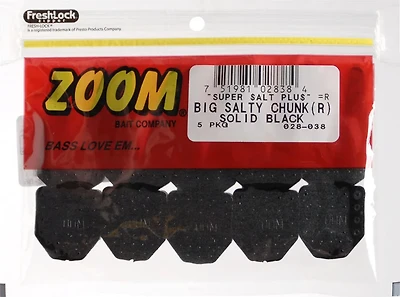 FreshLock
FRESH-LOCK®
is a registered trademark of Presto Products Company.
7 51981 02838 4
"SUPER SALT PLUS" =R
BIG SALTY CHUNK(R)
SOLID BLACK
5 PKG 028-038
ZOOM®
BAIT COMPANY
BASS LOVE EM...